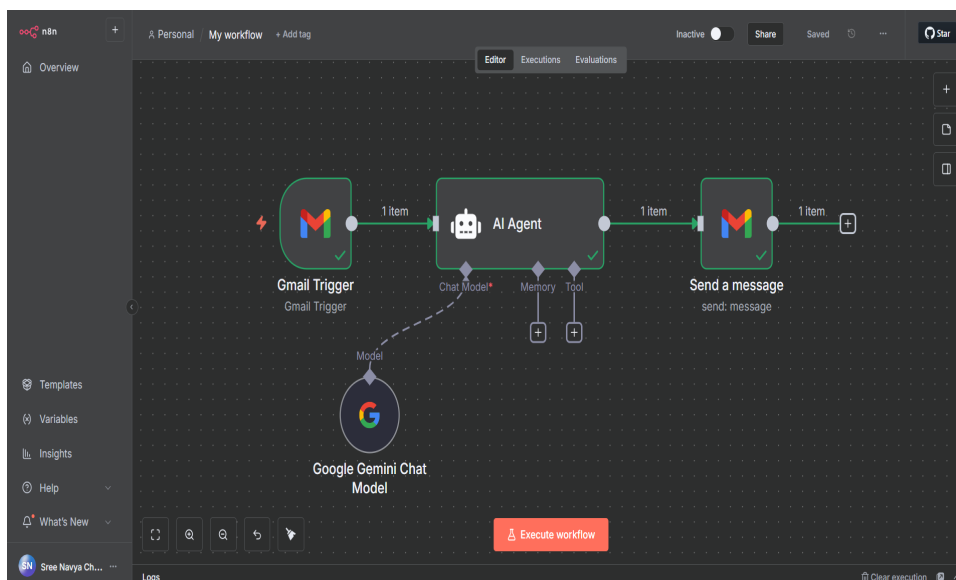 n8n
+
Overview
Templates
Variables
Insights
Help
What's New
SN
Sree Navya Ch... ...
Personal / My workflow + Add tag
Inactive Share Saved ... Star
Editor Executions Evaluations
1 item
AI Agent
1 item
1 item
Gmail Trigger
Gmail Trigger
Chat Model*
Memory
Tool
Send a message
send: message
Model
Google Gemini Chat
Model
Execute workflow
Logs
Clear execution